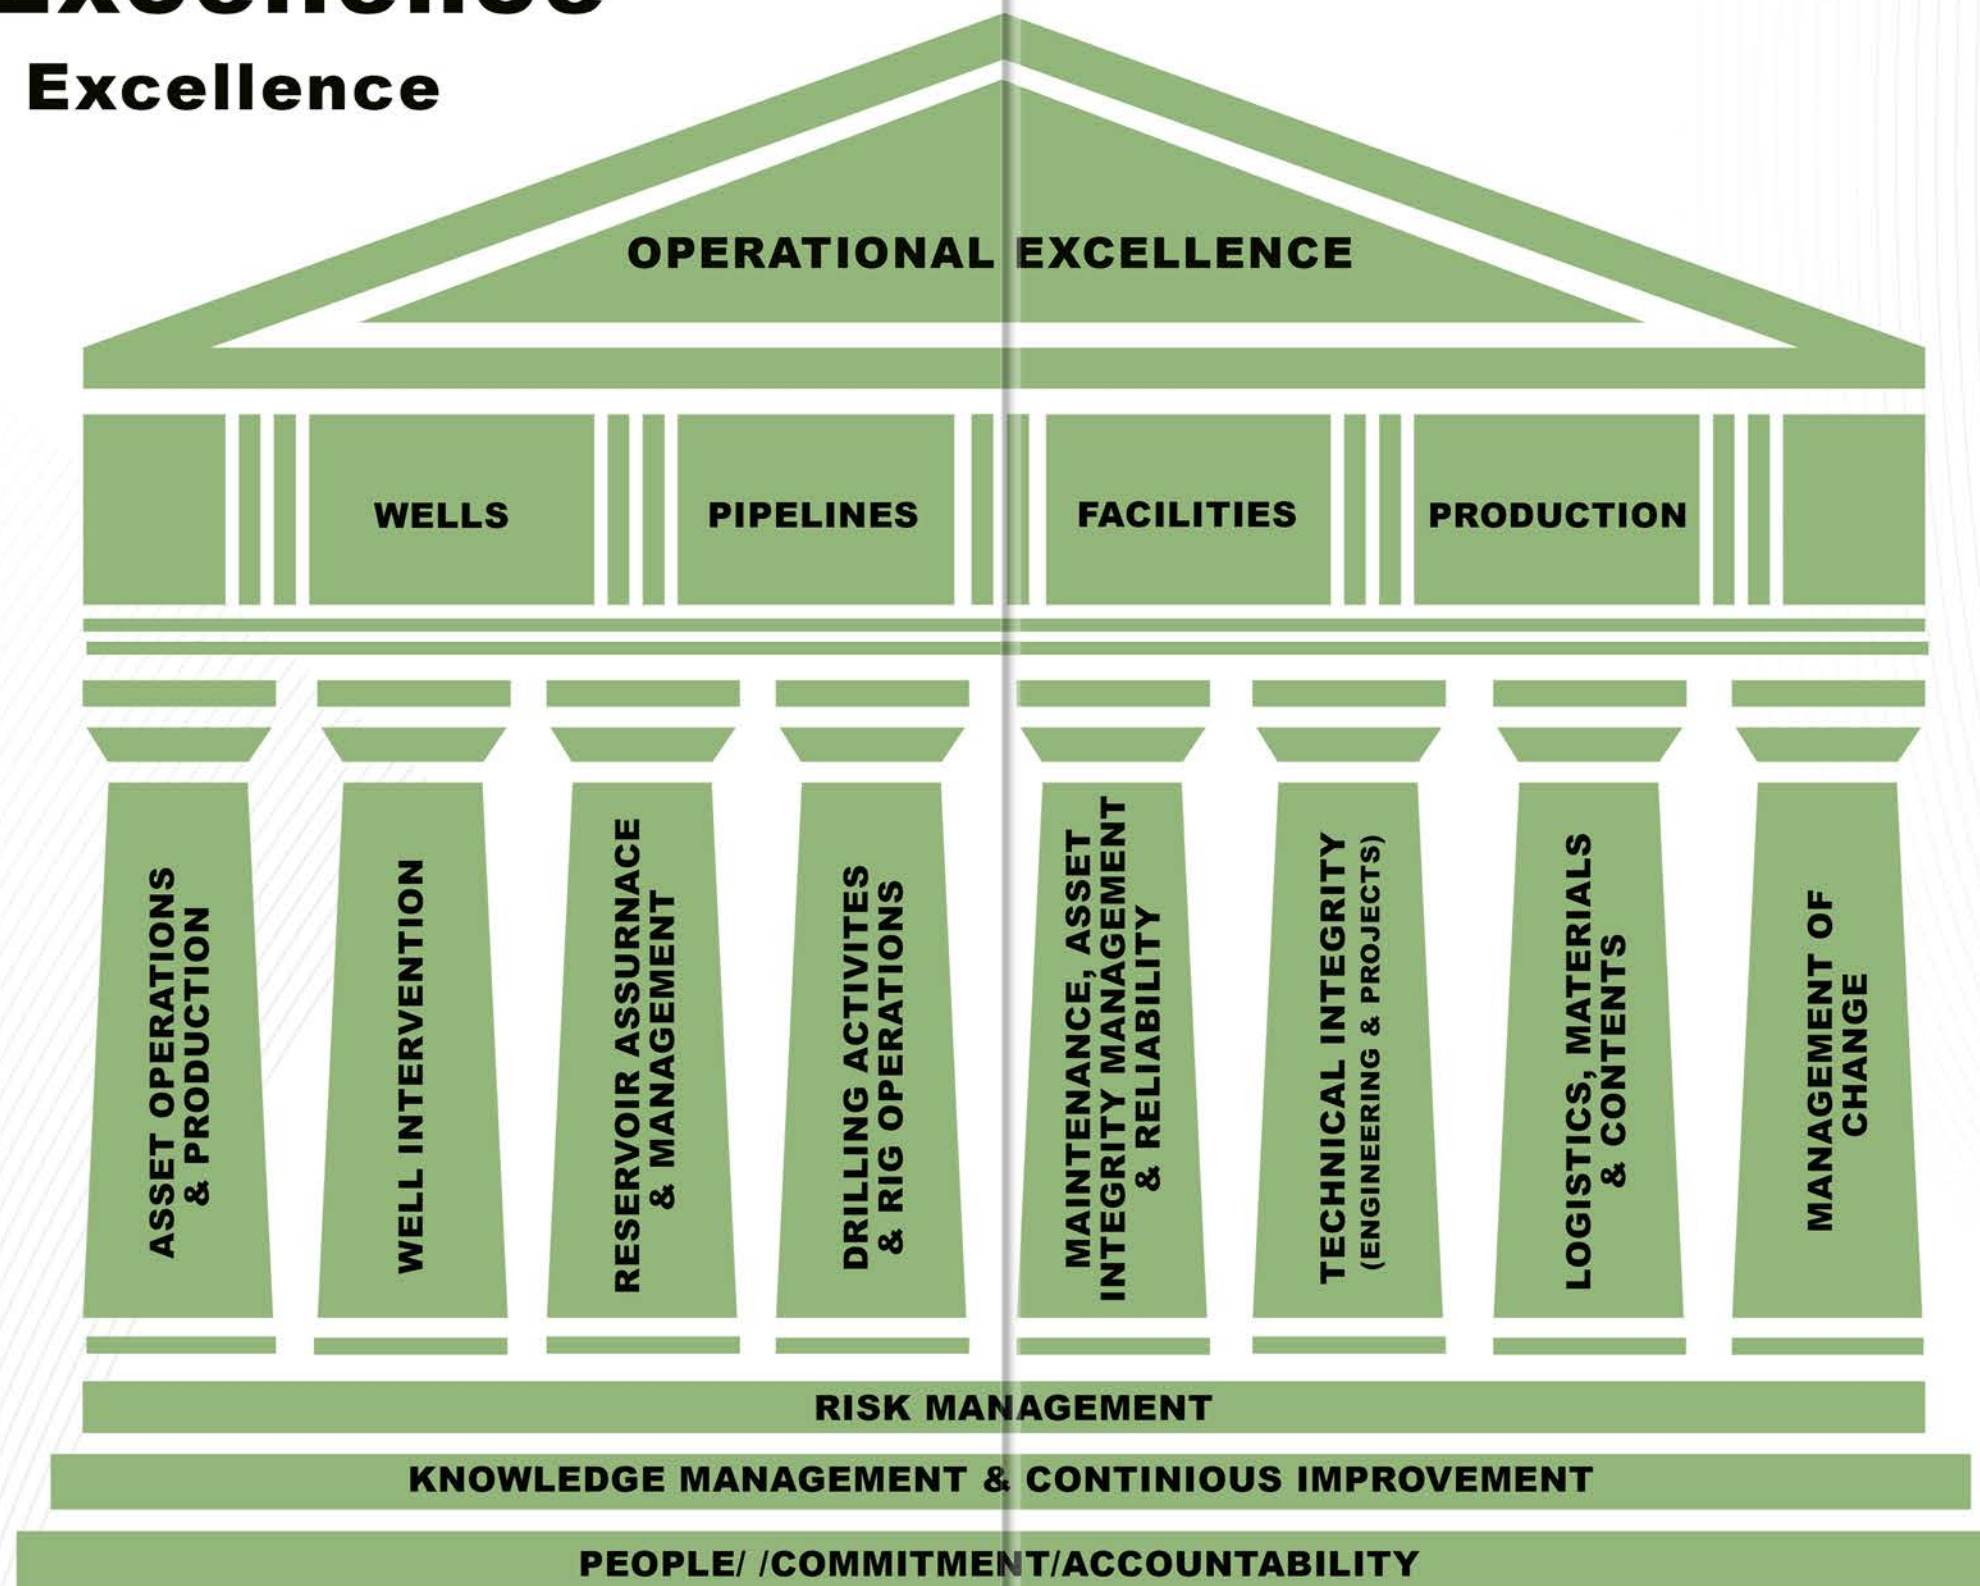 Excellence
Excellence
OPERATIONAL EXCELLENCE
WELLS
PIPELINES
FACILITIES
PRODUCTION
ASSET OPERATIONS
& PRODUCTION
WELL INTERVENTION
RESERVOIR ASSURNACE
& MANAGEMENT
DRILLING ACTIVITES
& RIG OPERATIONS
MAINTENANCE, ASSET
INTEGRITY MANAGEMENT
& RELIABILITY
TECHNICAL INTEGRITY
(ENGINEERING & PROJECTS)
LOGISTICS, MATERIALS
& CONTENTS
MANAGEMENT OF
CHANGE
RISK MANAGEMENT
KNOWLEDGE MANAGEMENT & CONTINIOUS IMPROVEMENT
PEOPLE/ /COMMITMENT/ACCOUNTABILITY